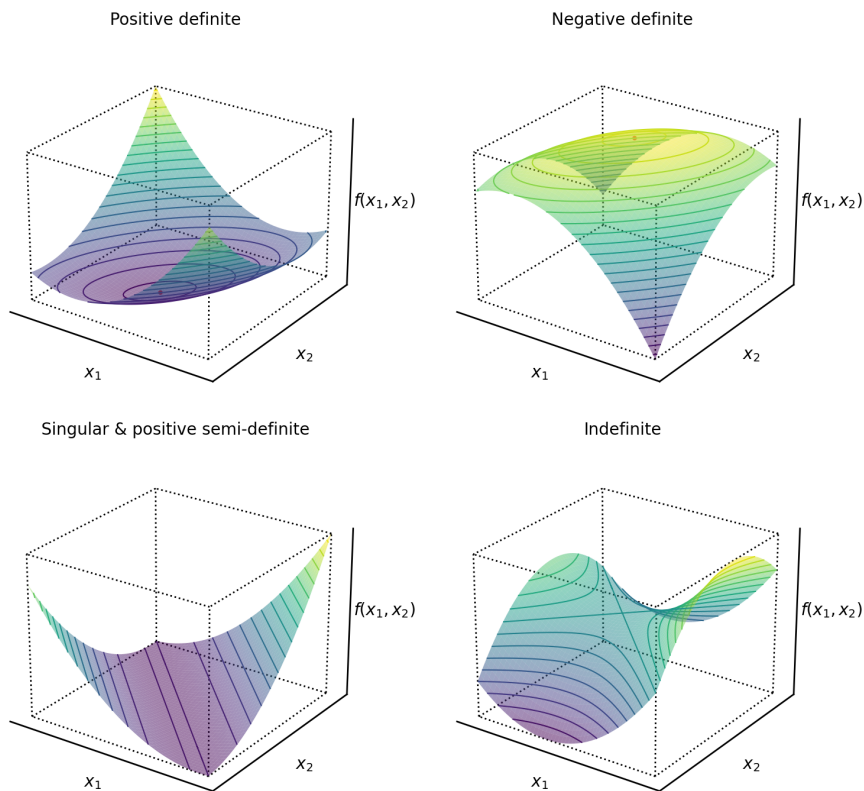 Positive definite
Negative definite
f(x₁, x₂)
f(x₁, x₂)
x₂
x₂
x₁
x₁
Singular & positive semi-definite
Indefinite
f(x₁, x₂)
f(x₁, x₂)
x₂
x₂
x₁
x₁